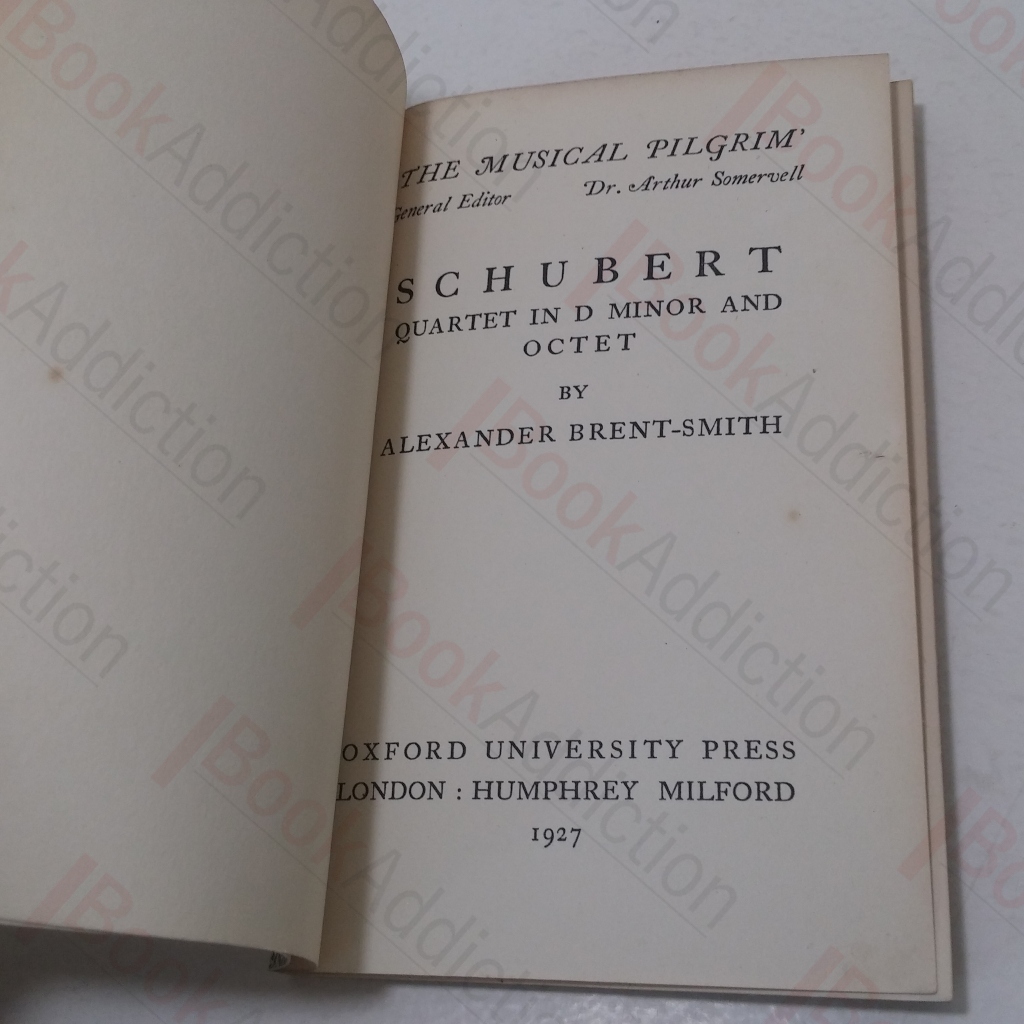 'THE MUSICAL PILGRIM'
General Editor Dr. Arthur Somervell
SCHUBERT
QUARTET IN D MINOR AND
OCTET
BY
ALEXANDER BRENT-SMITH
OXFORD UNIVERSITY PRESS
LONDON : HUMPHREY MILFORD
1927
BookAddiction